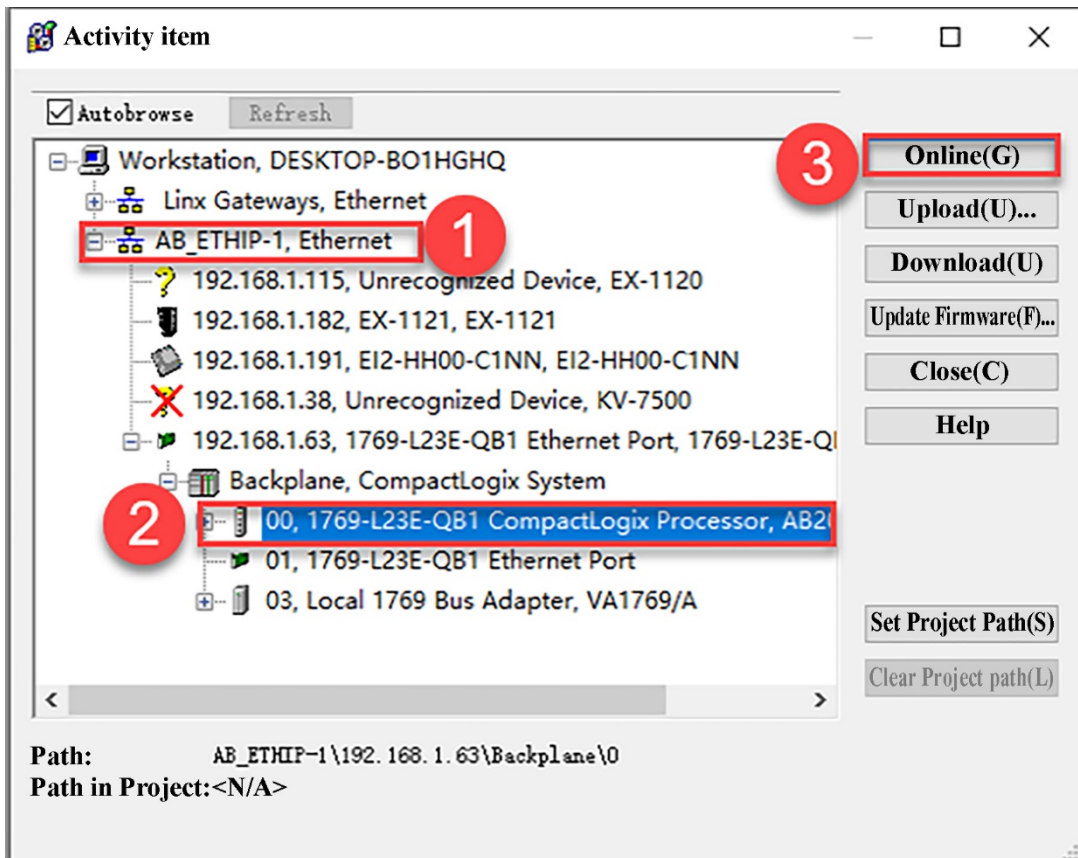 Activity item
Autobrowse Refresh
Workstation, DESKTOP-BO1HGHQ
Linx Gateways, Ethernet
AB_ETHIP-1, Ethernet
1
192.168.1.115, Unrecognized Device, EX-1120
192.168.1.182, EX-1121, EX-1121
192.168.1.191, EI2-HH00-C1NN, EI2-HH00-C1NN
192.168.1.38, Unrecognized Device, KV-7500
192.168.1.63, 1769-L23E-QB1 Ethernet Port, 1769-L23E-QB
Backplane, CompactLogix System
2
00, 1769-L23E-QB1 CompactLogix Processor, AB20
01, 1769-L23E-QB1 Ethernet Port
03, Local 1769 Bus Adapter, VA1769/A
3
Online(G)
Upload(U)...
Download(U)
Update Firmware(F)...
Close(C)
Help
Set Project Path(S)
Clear Project path(L)
Path: AB_ETHIP-1\192.168.1.63\Backplane\0
Path in Project:<N/A>